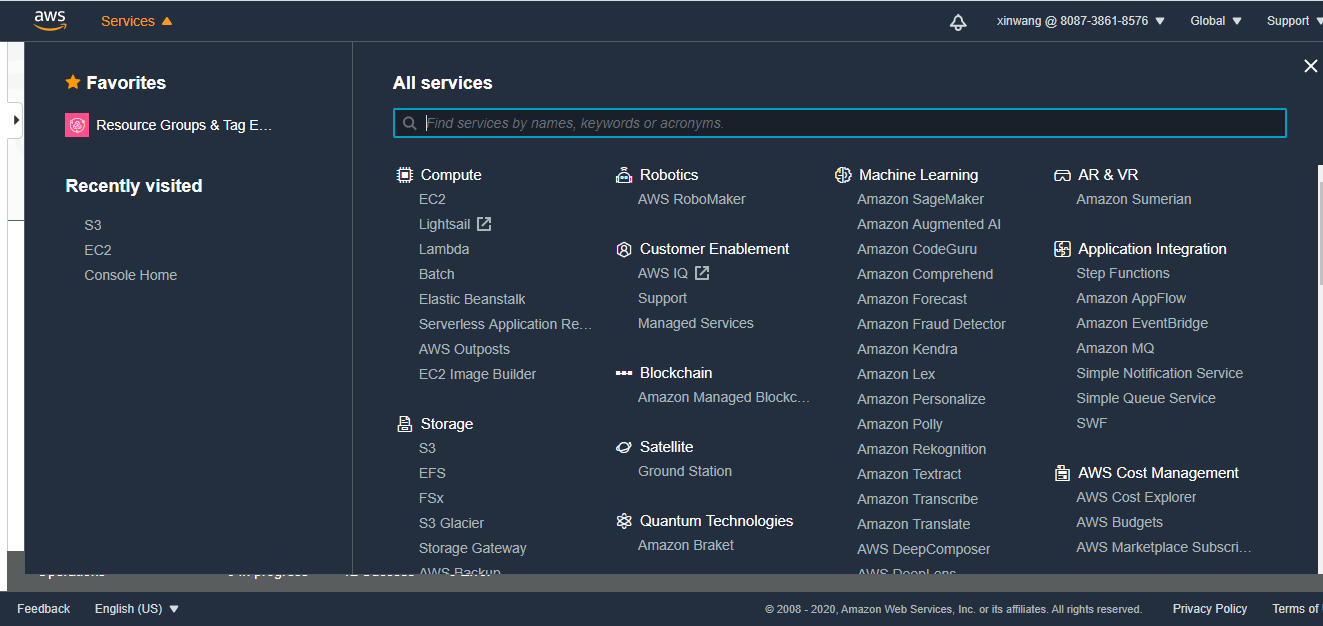 aws
Services
xinwang @ 8087-3861-8576
Global
Support
Favorites
Resource Groups & Tag E...
Recently visited
S3
EC2
Console Home
All services
Find services by names, keywords or acronyms.
Compute
EC2
Lightsail
Lambda
Batch
Elastic Beanstalk
Serverless Application Re...
AWS Outposts
EC2 Image Builder
Storage
S3
EFS
FSx
S3 Glacier
Storage Gateway
AWS Backup
Robotics
AWS RoboMaker
Customer Enablement
AWS IQ
Support
Managed Services
Blockchain
Amazon Managed Blockc...
Satellite
Ground Station
Quantum Technologies
Amazon Braket
Machine Learning
Amazon SageMaker
Amazon Augmented AI
Amazon CodeGuru
Amazon Comprehend
Amazon Forecast
Amazon Fraud Detector
Amazon Kendra
Amazon Lex
Amazon Personalize
Amazon Polly
Amazon Rekognition
Amazon Textract
Amazon Transcribe
Amazon Translate
AWS DeepComposer
AWS DeepLens
AR & VR
Amazon Sumerian
Application Integration
Step Functions
Amazon AppFlow
Amazon EventBridge
Amazon MQ
Simple Notification Service
Simple Queue Service
SWF
AWS Cost Management
AWS Cost Explorer
AWS Budgets
AWS Marketplace Subscri...
Operations
Feedback
English (US)
© 2008 - 2020, Amazon Web Services, Inc. or its affiliates. All rights reserved.
Privacy Policy
Terms of